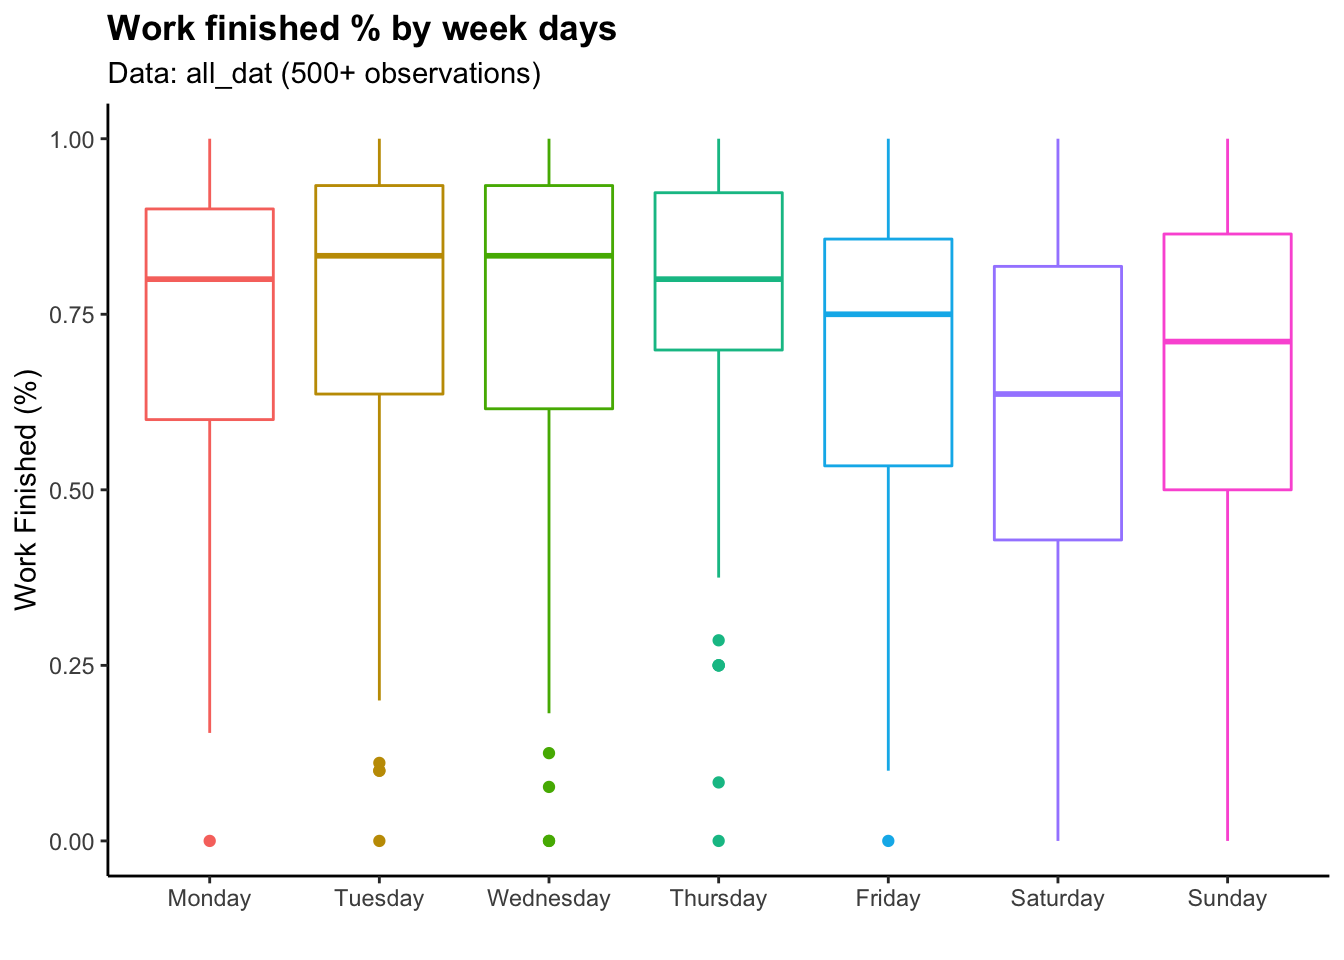 Work finished % by week days
Data: all_dat (500+ observations)
Work Finished (%)
1.00
0.75
0.50
0.25
0.00
Monday Tuesday Wednesday Thursday Friday Saturday Sunday